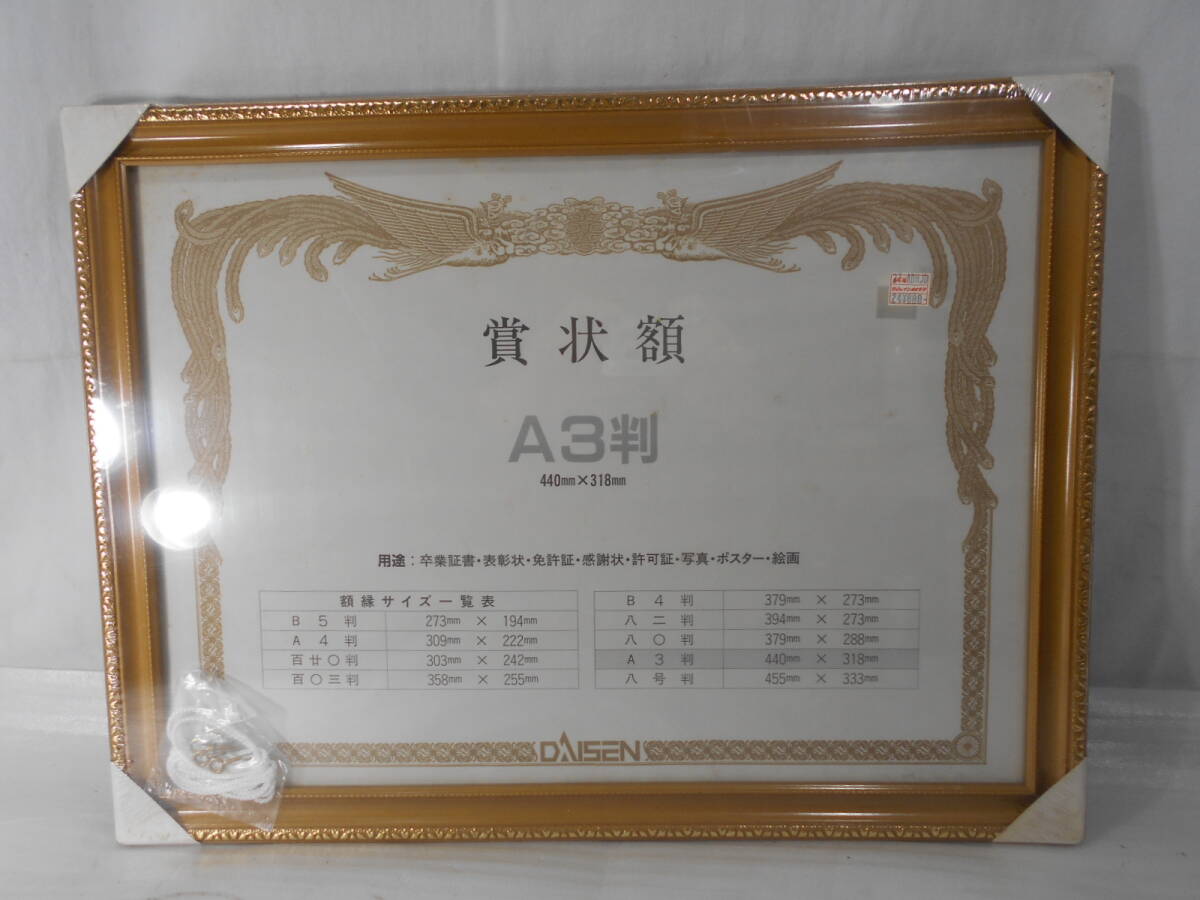 賞状額
A3判
440mm×318mm
用途：卒業証書・表彰状・免許証・感謝状・許可証・写真・ポスター・絵画
額縁サイズ一覧表
B5判 273mm × 194mm
A4判 309mm × 222mm
百廿〇判 303mm × 242mm
百〇三判 358mm × 255mm
B4判 379mm × 273mm
八二判 394mm × 273mm
八〇判 379mm × 288mm
A3判 440mm × 318mm
八号判 455mm × 333mm
DAISEN